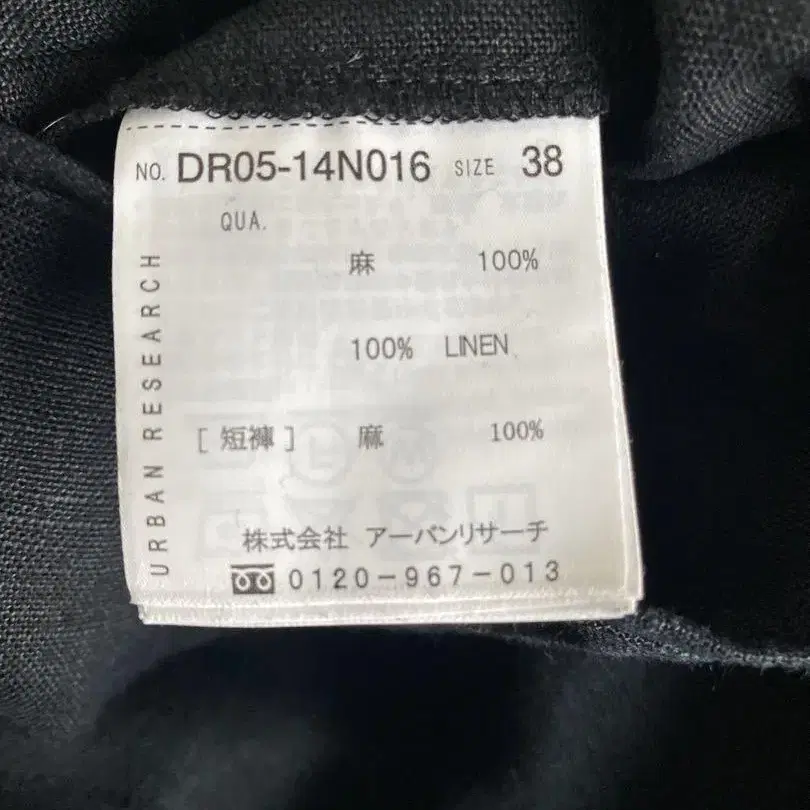 NO. DR05-14N016 SIZE 38
QUA.
麻 100%
100% LINEN
[ 短褲 ] 麻 100%
株式会社 アーバンリサーチ
0120-967-013
URBAN RESEARCH